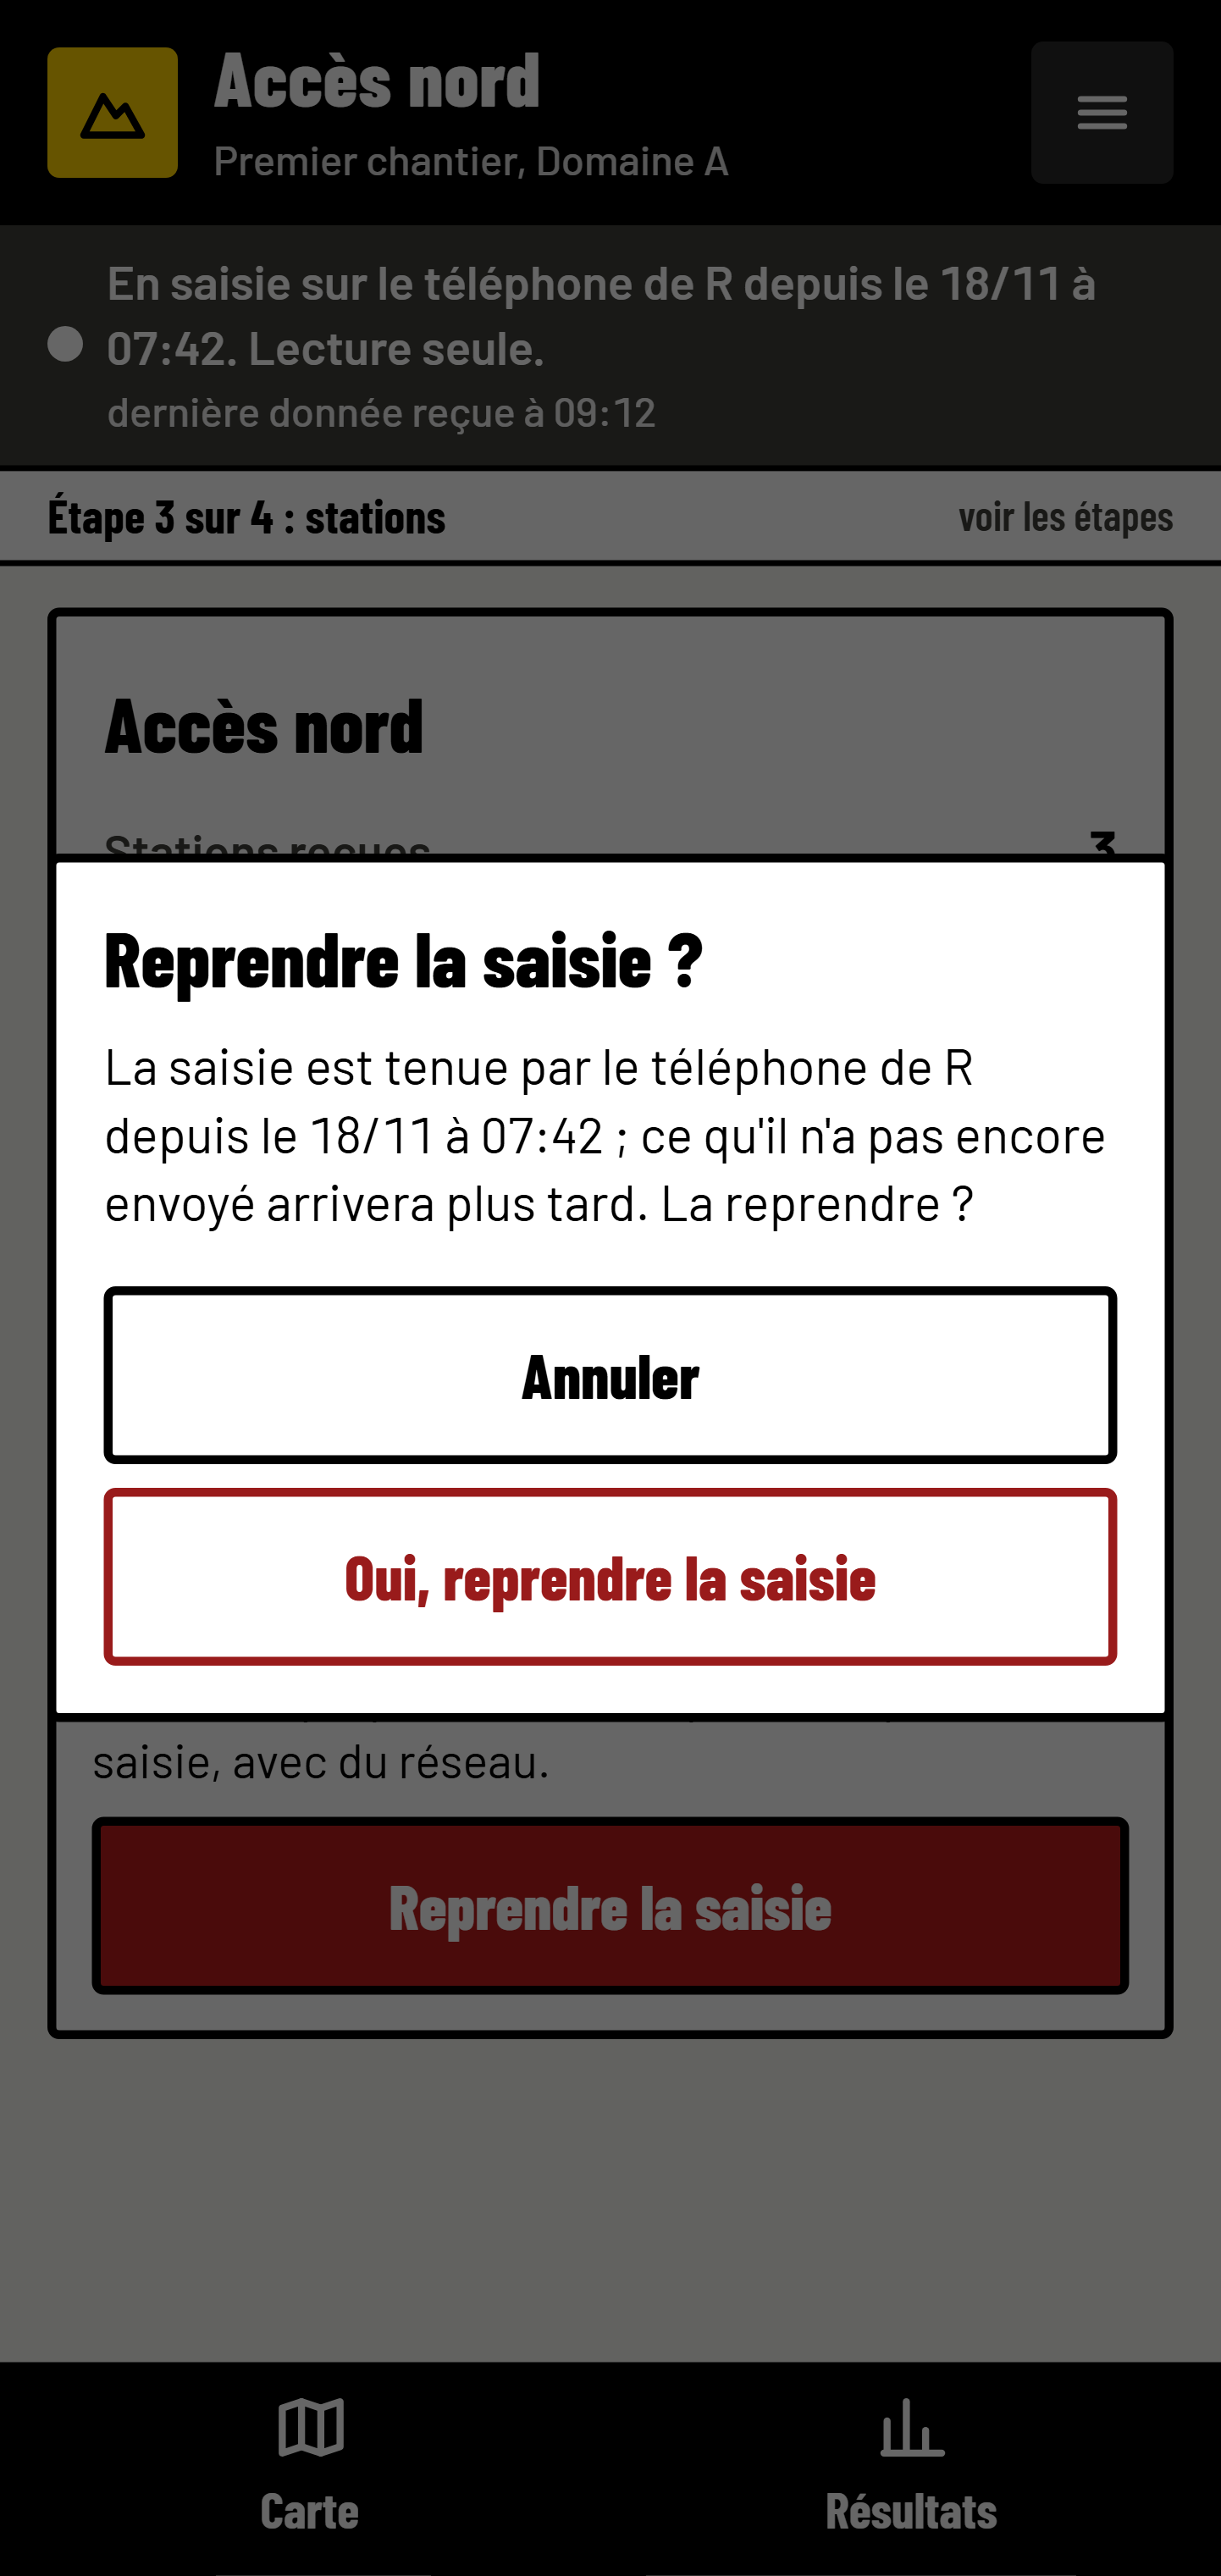 Accès nord
Premier chantier, Domaine A
En saisie sur le téléphone de R depuis le 18/11 à
07:42. Lecture seule.
dernière donnée reçue à 09:12
Étape 3 sur 4 : stations
voir les étapes
Accès nord
Stations reçues
3
Reprendre la saisie ?
La saisie est tenue par le téléphone de R
depuis le 18/11 à 07:42 ; ce qu'il n'a pas encore
envoyé arrivera plus tard. La reprendre ?
Annuler
Oui, reprendre la saisie
saisie, avec du réseau.
Reprendre la saisie
Carte
Résultats